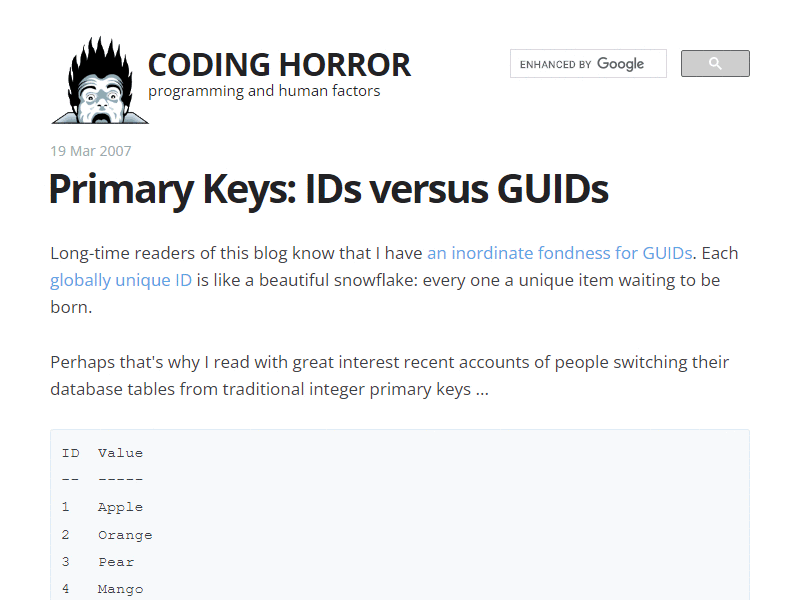 CODING HORROR
programming and human factors
ENHANCED BY Google
19 Mar 2007
Primary Keys: IDs versus GUIDs
Long-time readers of this blog know that I have an inordinate fondness for GUIDs. Each
globally unique ID is like a beautiful snowflake: every one a unique item waiting to be
born.
Perhaps that's why I read with great interest recent accounts of people switching their
database tables from traditional integer primary keys ...
ID  Value
--  -----
1   Apple
2   Orange
3   Pear
4   Mango